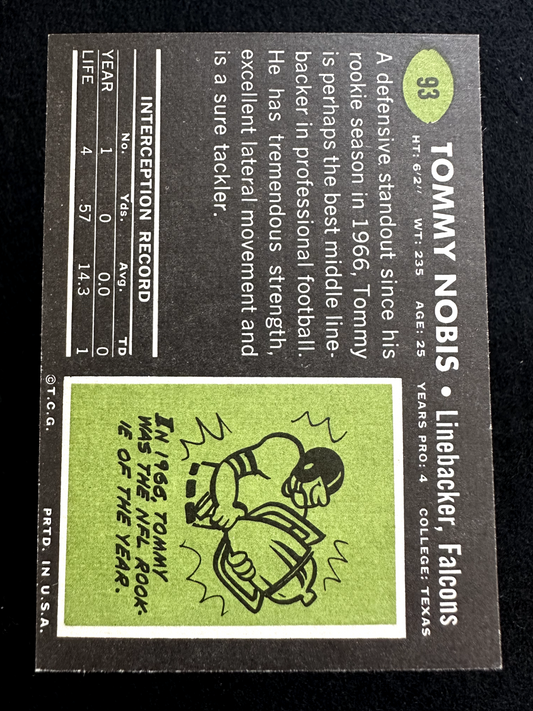 93
TOMMY NOBIS • Linebacker, Falcons
HT: 6'2" WT: 235 AGE: 25 YEARS PRO: 4 COLLEGE: TEXAS
A defensive standout since his
rookie season in 1966, Tommy
is perhaps the best middle line-
backer in professional football.
He has tremendous strength,
excellent lateral movement and
is a sure tackler.
INTERCEPTION RECORD
No. Yds. Avg. TD
YEAR 1 0 0.0 0
LIFE 4 57 14.3 1
IN 1966, TOMMY
WAS THE NFL ROOK-
IE OF THE YEAR.
©T.C.G. PRTD. IN U.S.A.